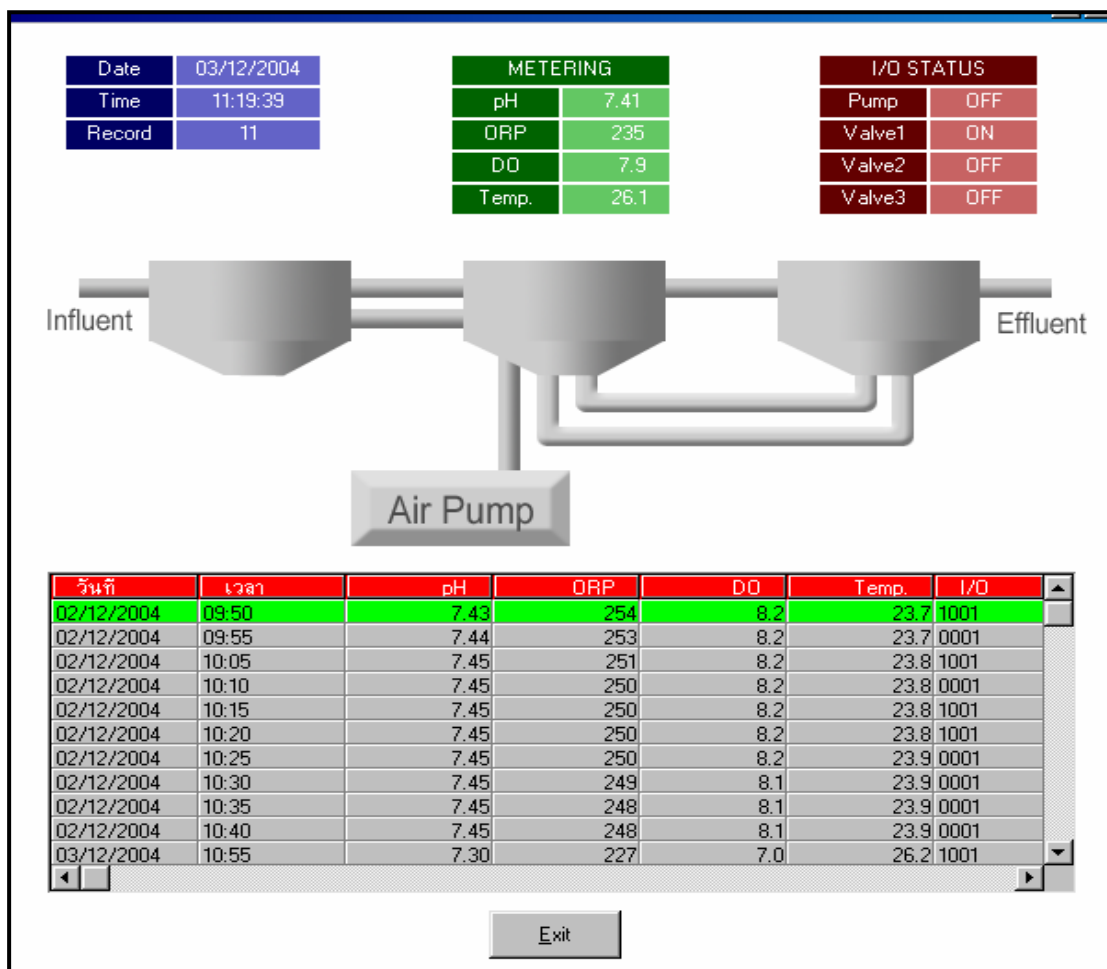 Date 03/12/2004
Time 11:19:39
Record 11
METERING
pH 7.41
ORP 235
DO 7.9
Temp. 26.1
I/O STATUS
Pump OFF
Valve1 ON
Valve2 OFF
Valve3 OFF
Influent
Effluent
Air Pump
วันที่ เวลา pH ORP DO Temp. I/O
02/12/2004 09:50 7.43 254 8.2 23.7 1001
02/12/2004 09:55 7.44 253 8.2 23.7 0001
02/12/2004 10:05 7.45 251 8.2 23.8 1001
02/12/2004 10:10 7.45 250 8.2 23.8 0001
02/12/2004 10:15 7.45 250 8.2 23.8 1001
02/12/2004 10:20 7.45 250 8.2 23.8 1001
02/12/2004 10:25 7.45 250 8.2 23.9 0001
02/12/2004 10:30 7.45 249 8.1 23.9 0001
02/12/2004 10:35 7.45 248 8.1 23.9 0001
02/12/2004 10:40 7.45 248 8.1 23.9 0001
03/12/2004 10:55 7.30 227 7.0 26.2 1001
Exit